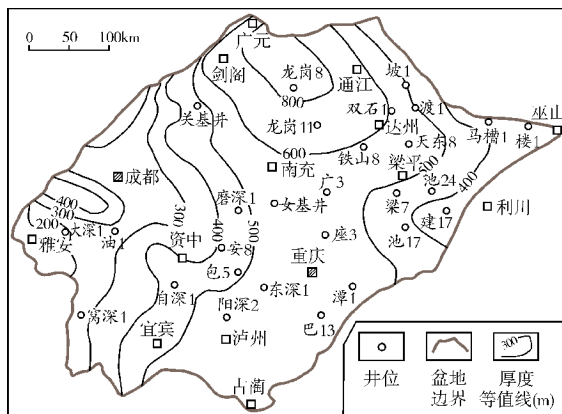 0 50 100km
广元
剑阁
龙岗8
通江
坡1
800
关基井
双石1
渡1
巫山
龙岗11
达州
马槽1
楼1
天东8
600
铁山8
成都
南充
梁平
500
池24
400
广3
400
磨深1
女基井
梁7
利川
300
300
500
建17
200
大深1
油1
座3
池17
雅安
资中
安8
400
包5
重庆
自深1
东深1
潭1
窝深1
阳深2
巴13
宜宾
泸州
300
古蔺
井位
盆地
边界
厚度
等值线(m)